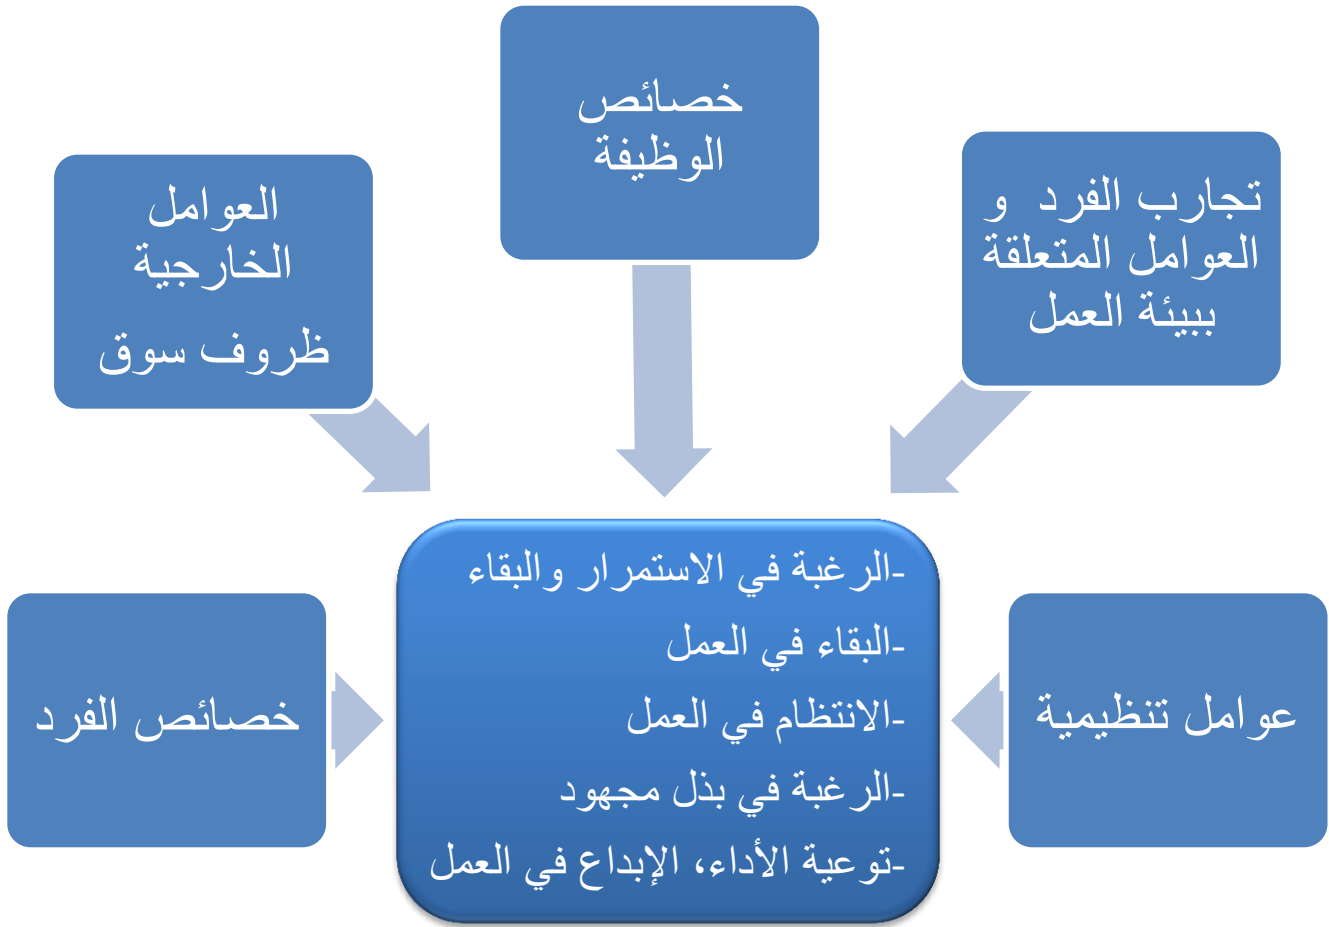 خصائص
الوظيفة
تجارب الفرد و
العوامل المتعلقة
ببيئة العمل
العوامل
الخارجية
ظروف سوق
-الرغبة في الاستمرار والبقاء
-البقاء في العمل
-الانتظام في العمل
-الرغبة في بذل مجهود
-توعية الأداء، الإبداع في العمل
عوامل تنظيمية
خصائص الفرد